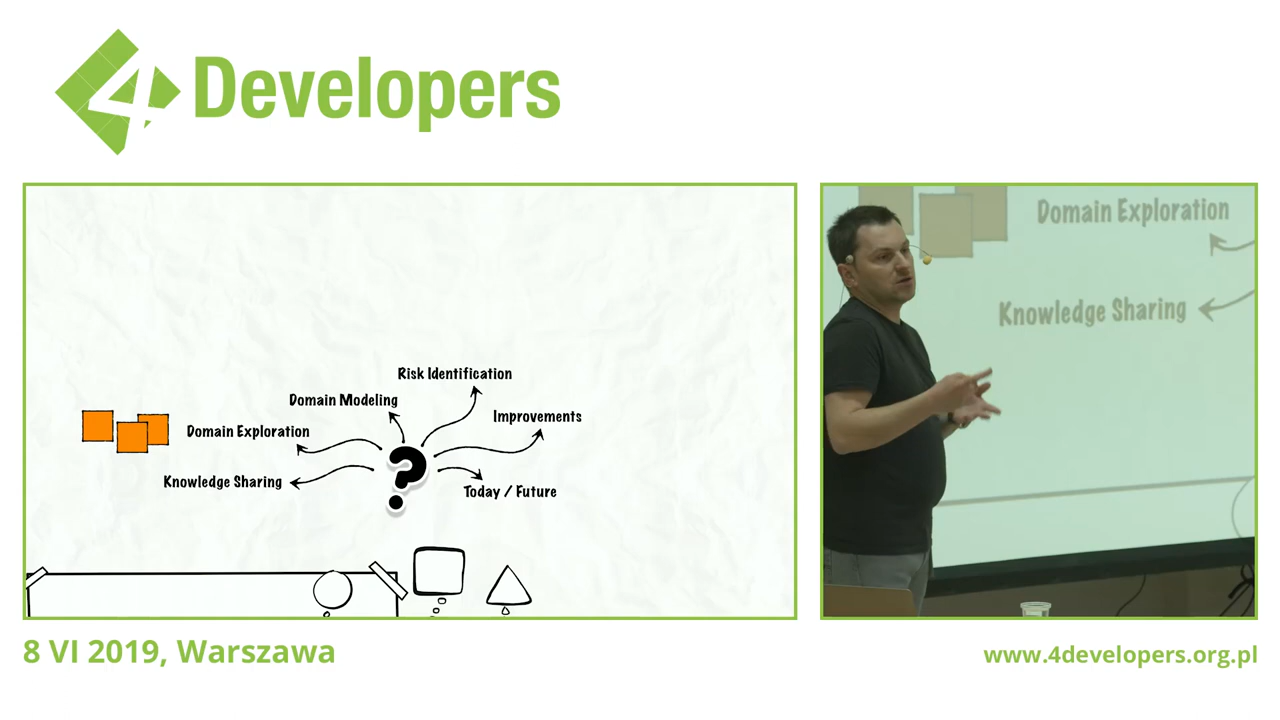 4Developers
Risk Identification
Domain Modeling
Improvements
Domain Exploration
Knowledge Sharing
Today / Future
?
Domain Exploration
Knowledge Sharing
8 VI 2019, Warszawa
www.4developers.org.pl